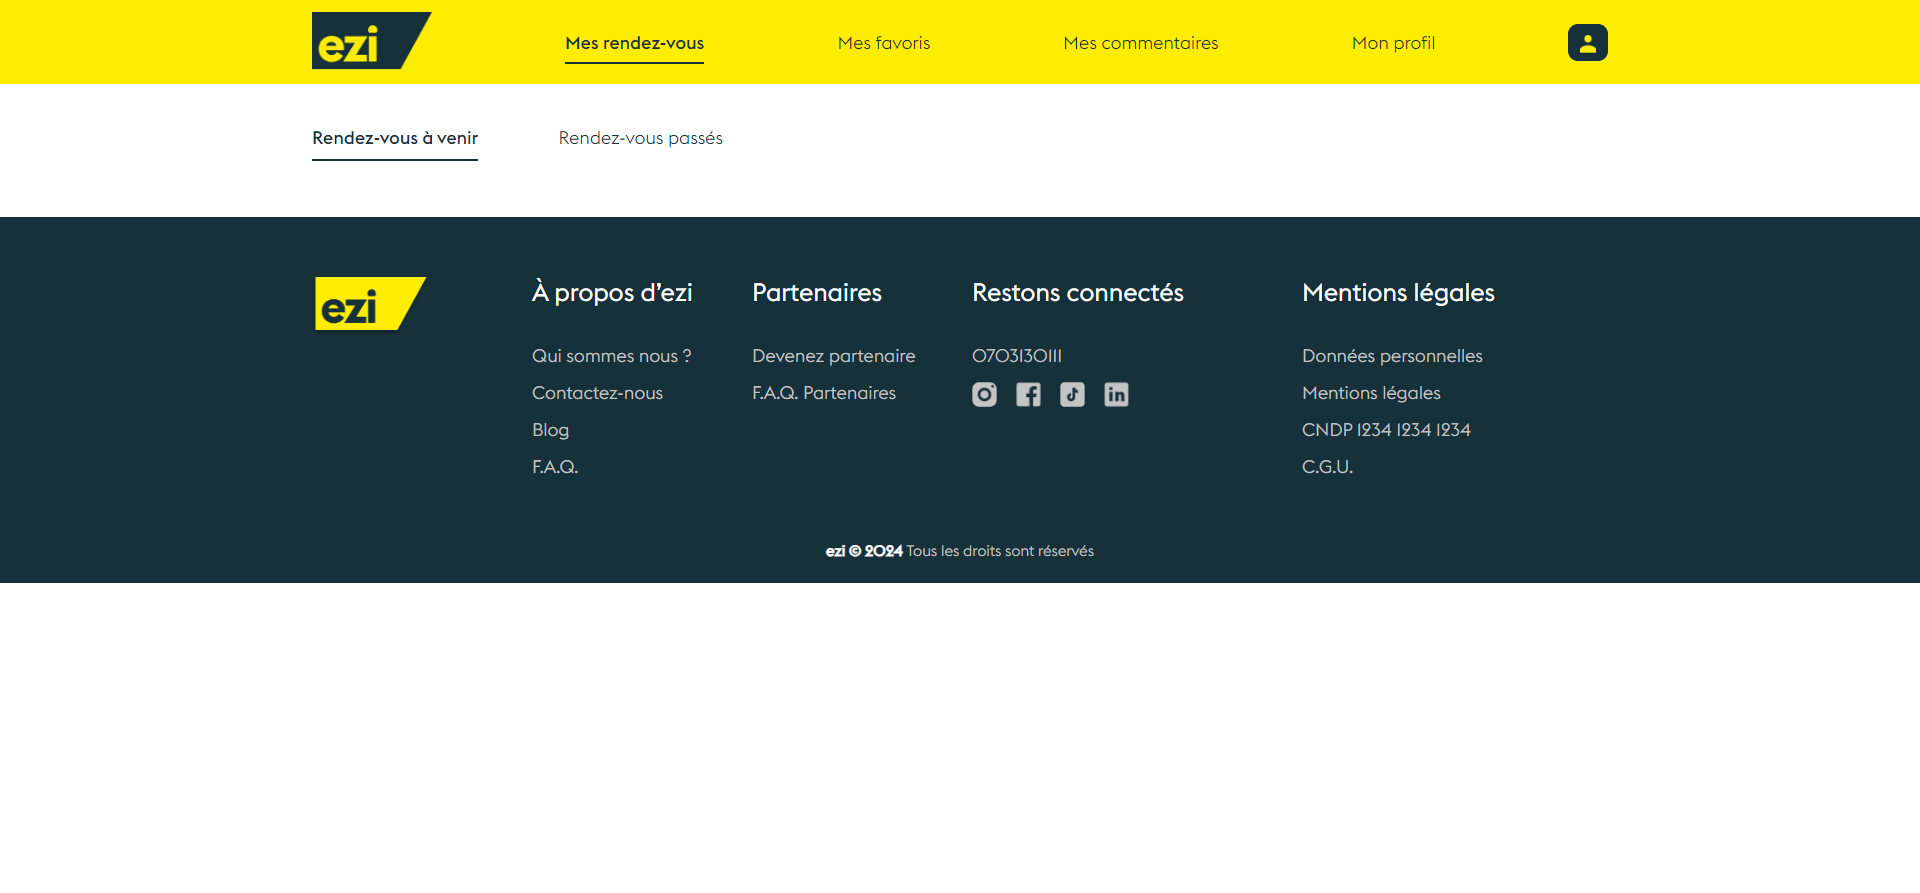 ezi
Mes rendez-vous
Mes favoris
Mes commentaires
Mon profil
Rendez-vous à venir
Rendez-vous passés
ezi
À propos d’ezi
Qui sommes nous ?
Contactez-nous
Blog
F.A.Q.
Partenaires
Devenez partenaire
F.A.Q. Partenaires
Restons connectés
0703130111
in
Mentions légales
Données personnelles
Mentions légales
CNDP 1234 1234 1234
C.G.U.
ezi © 2024 Tous les droits sont réservés